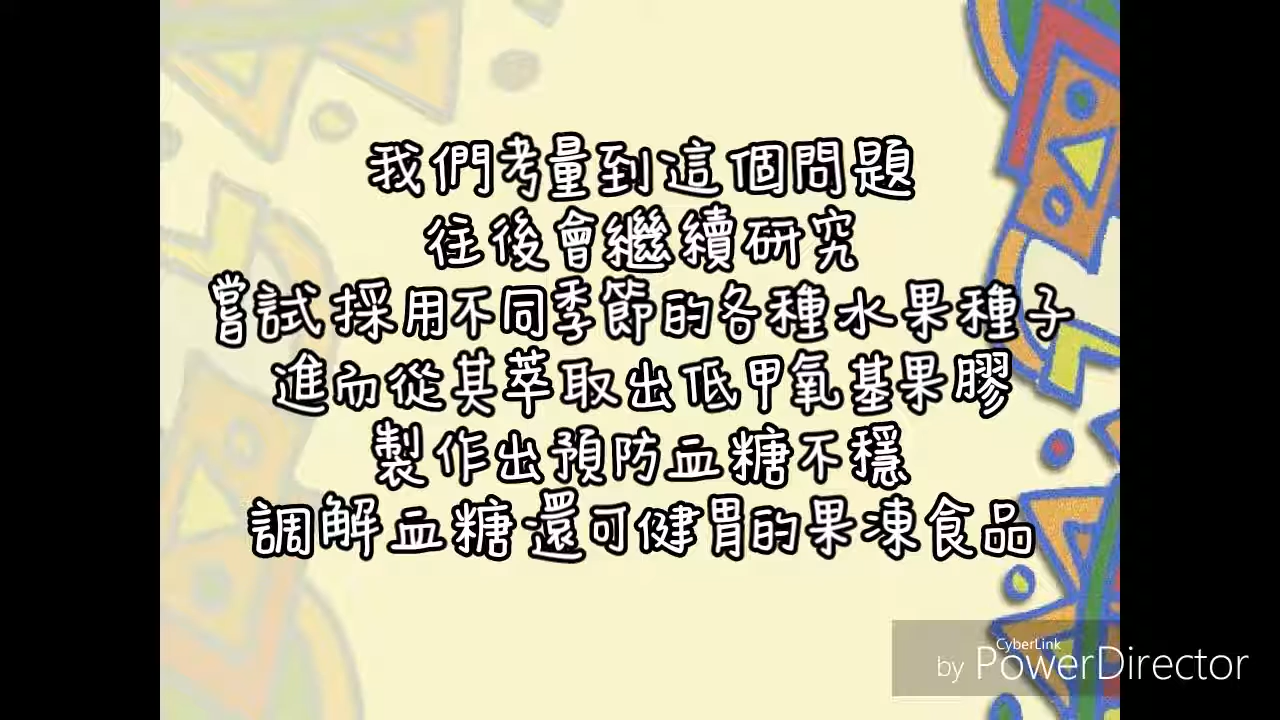 我們考量到這個問題
往後會繼續研究
嘗試採用不同季節的各種水果種子
進而從其萃取出低甲氧基果膠
製作出預防血糖不穩
調解血糖還可健胃的果凍食品
CyberLink
by PowerDirector